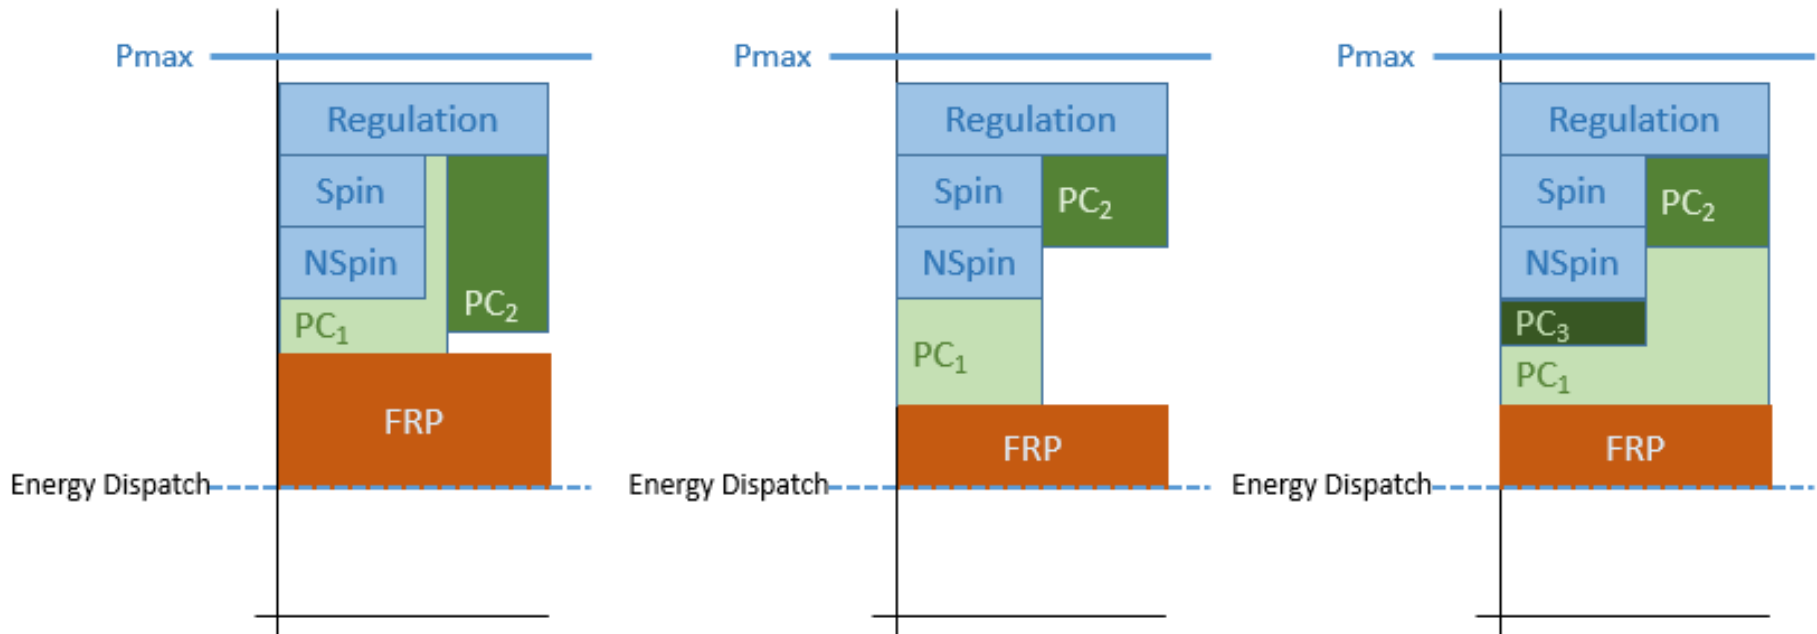 Pmax
Regulation
Spin
NSpin
PC₂
PC₁
FRP
Energy Dispatch
Pmax
Regulation
Spin
PC₂
NSpin
PC₁
FRP
Energy Dispatch
Pmax
Regulation
Spin
PC₂
NSpin
PC₃
PC₁
FRP
Energy Dispatch